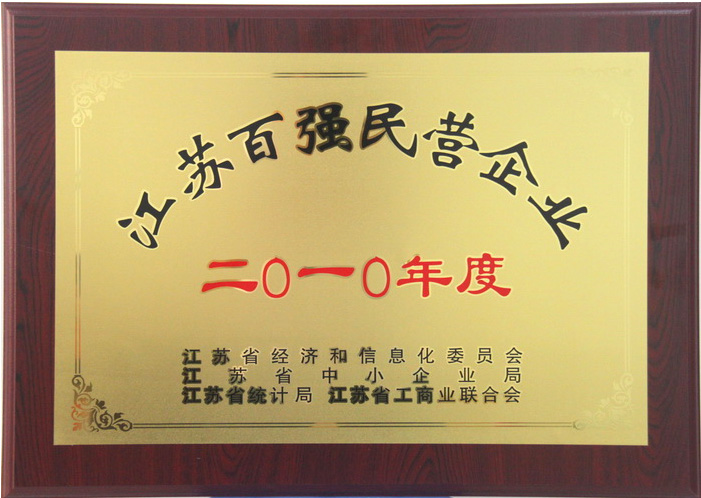 江苏百强民营企业
二〇一〇年度
江苏省经济和信息化委员会
江苏省中小企业局
江苏省统计局 江苏省工商业联合会